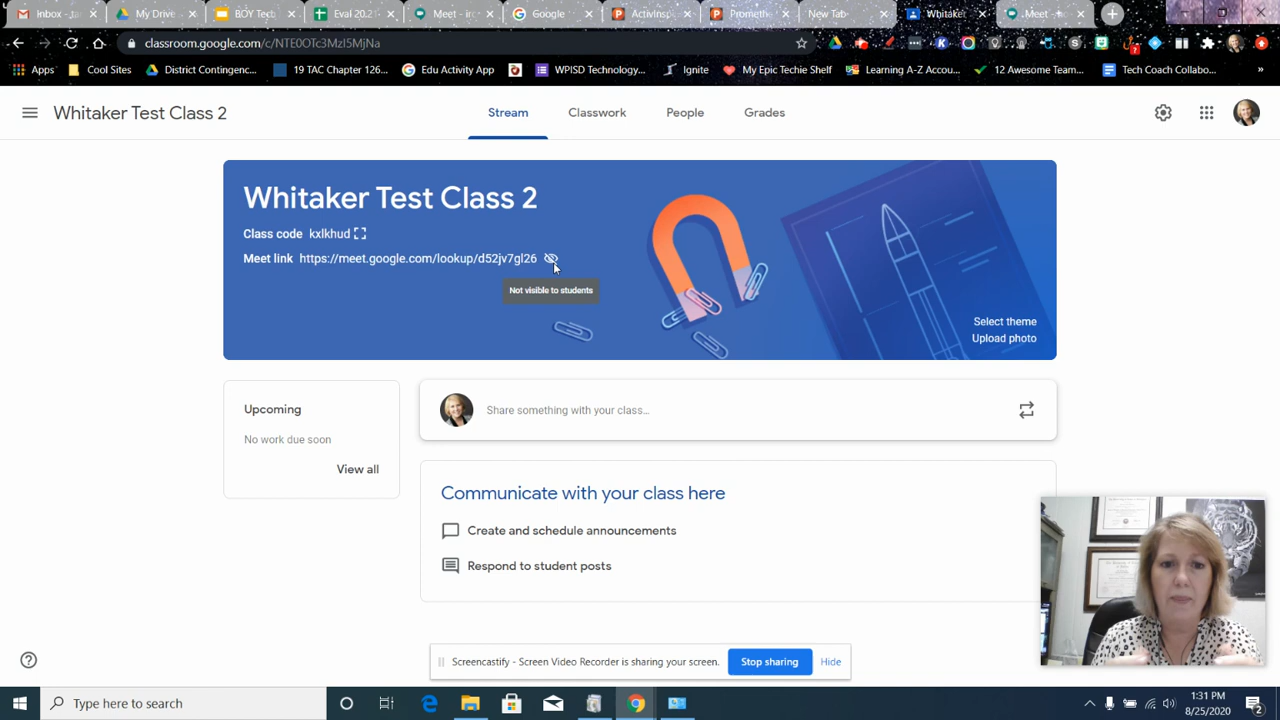 Inbox - ta
My Drive
BOY Tech
Eval 20.21
Meet - irc
Google
ActivInspi
Prometh
New Tab
Whitaker
Meet
classroom.google.com/c/NTE0OTc3MzI5MjNa
Apps
Cool Sites
District Contingenc...
19 TAC Chapter 126...
Edu Activity App
WPISD Technology...
Ignite
My Epic Techie Shelf
Learning A-Z Accou...
12 Awesome Team...
Tech Coach Collabo...
»
Whitaker Test Class 2
Stream
Classwork
People
Grades
Whitaker Test Class 2
Class code kxlkhud
Meet link https://meet.google.com/lookup/d52jv7gl26
Not visible to students
Select theme
Upload photo
Upcoming
No work due soon
View all
Share something with your class...
Communicate with your class here
Create and schedule announcements
Respond to student posts
Screencastify - Screen Video Recorder is sharing your screen.
Stop sharing
Hide
Type here to search
1:31 PM
8/25/2020
2